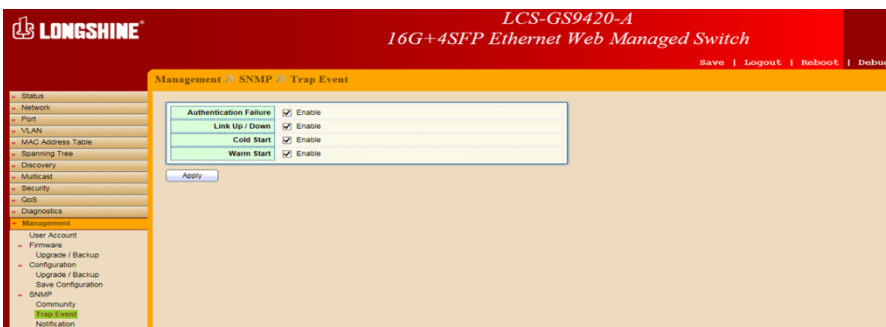 LONGSHINE®
LCS-GS9420-A
16G+4SFP Ethernet Web Managed Switch
Save | Logout | Reboot | Debu
Management >> SNMP >> Trap Event
Status
Network
Port
VLAN
MAC Address Table
Spanning Tree
Discovery
Multicast
Security
QoS
Diagnostics
Management
User Account
Firmware
Upgrade / Backup
Configuration
Upgrade / Backup
Save Configuration
SNMP
Community
Trap Event
Notification
Authentication Failure Enable
Link Up / Down Enable
Cold Start Enable
Warm Start Enable
Apply